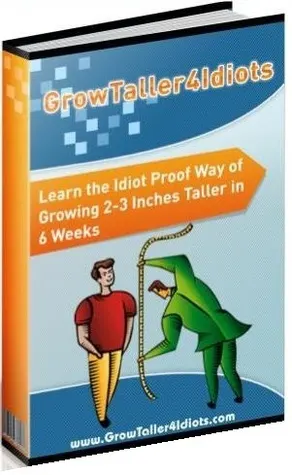 GrowTaller4Idiots
Learn the Idiot Proof Way of
Growing 2-3 Inches Taller in
6 Weeks
www.GrowTaller4Idiots.com